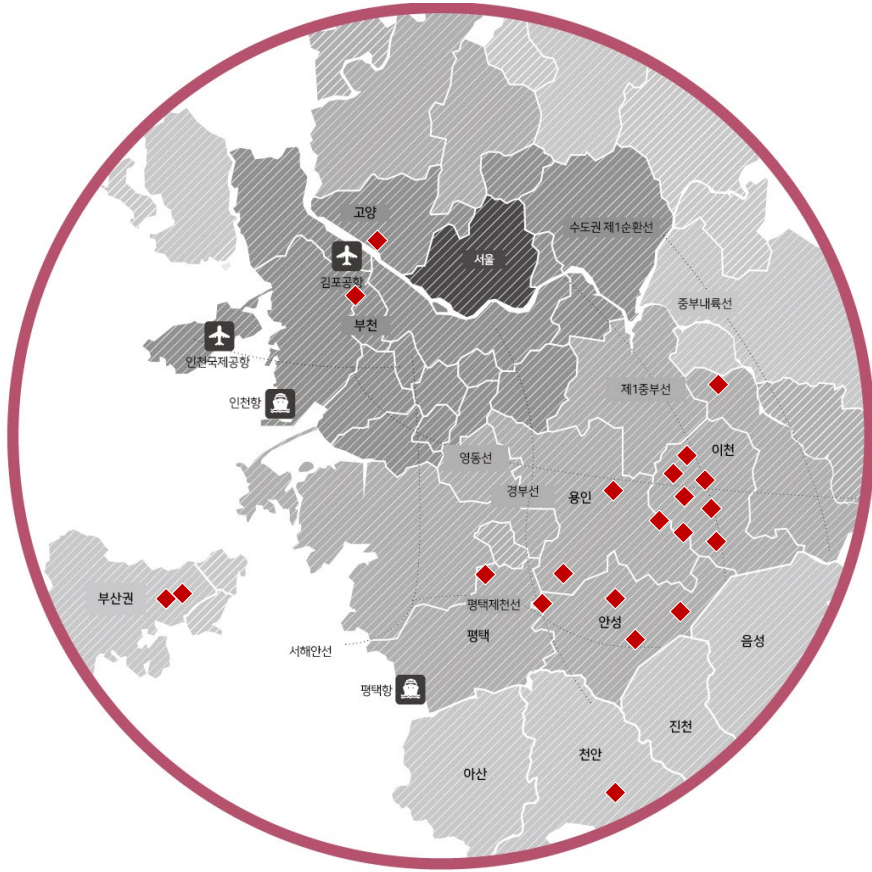 고양
수도권 제1순환선
서울
김포공항
중부내륙선
부천
인천국제공항
제1중부선
인천항
이천
영동선
경부선
용인
부산권
평택제천선
안성
평택
음성
서해안선
평택항
진천
천안
아산